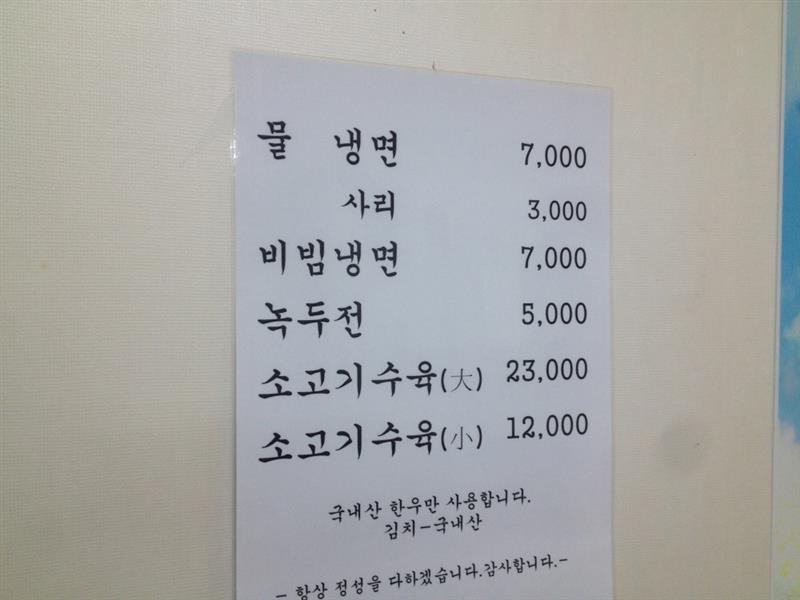 물 냉면 7,000
사리 3,000
비빔냉면 7,000
녹두전 5,000
소고기수육(大) 23,000
소고기수육(小) 12,000
국내산 한우만 사용합니다.
김치-국내산
- 항상 정성을 다하겠습니다.감사합니다.-